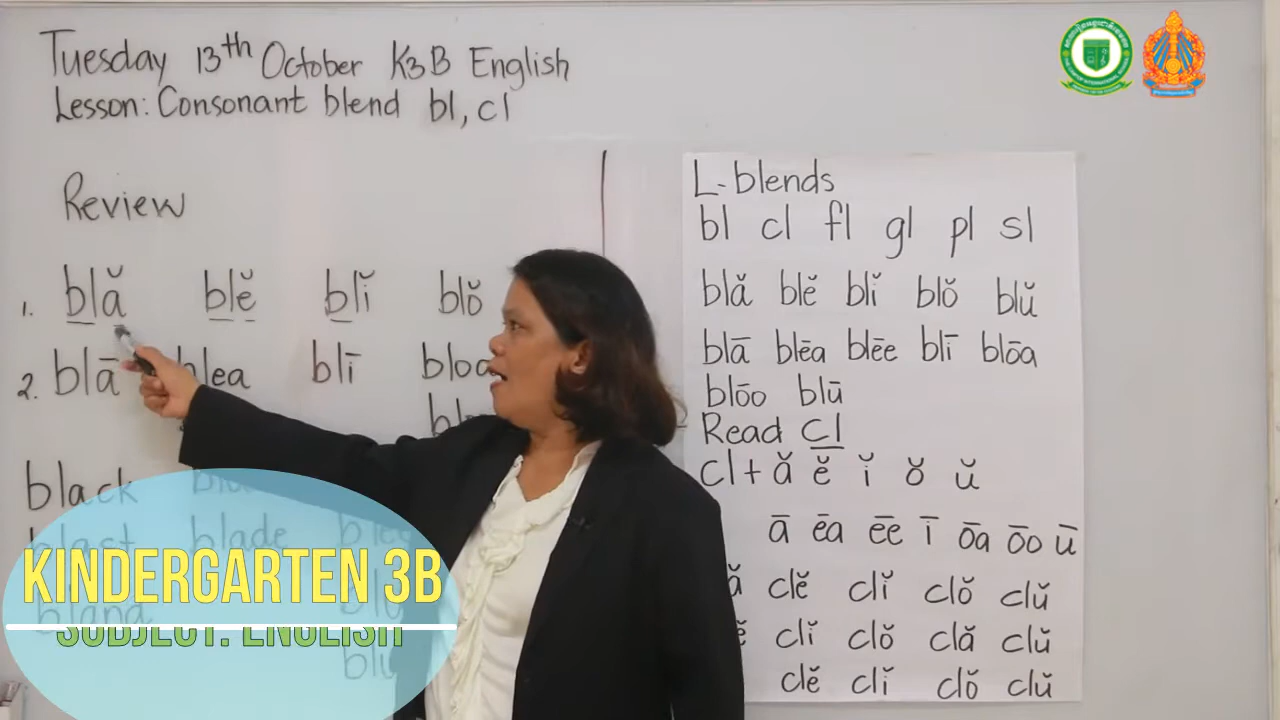 Tuesday 13th October K3B English
Lesson: Consonant blend bl, cl
Review
1. blă blĕ blĭ blŏ
2. blā blea blī
black
blast blade
bland
L-blends
bl cl fl gl pl sl
blă blĕ blĭ blŏ blŭ
blā blēa blēe blī blōa
blōo blū
Read cl
cl+ă ĕ ĭ ŏ ŭ
ā ēa ēe ī ōa ōo ū
clĕ clĭ clŏ clŭ
clĭ clŏ clă clŭ
clĕ clĭ clŏ clŭ
KINDERGARTEN 3B
SUBJECT: ENGLISH